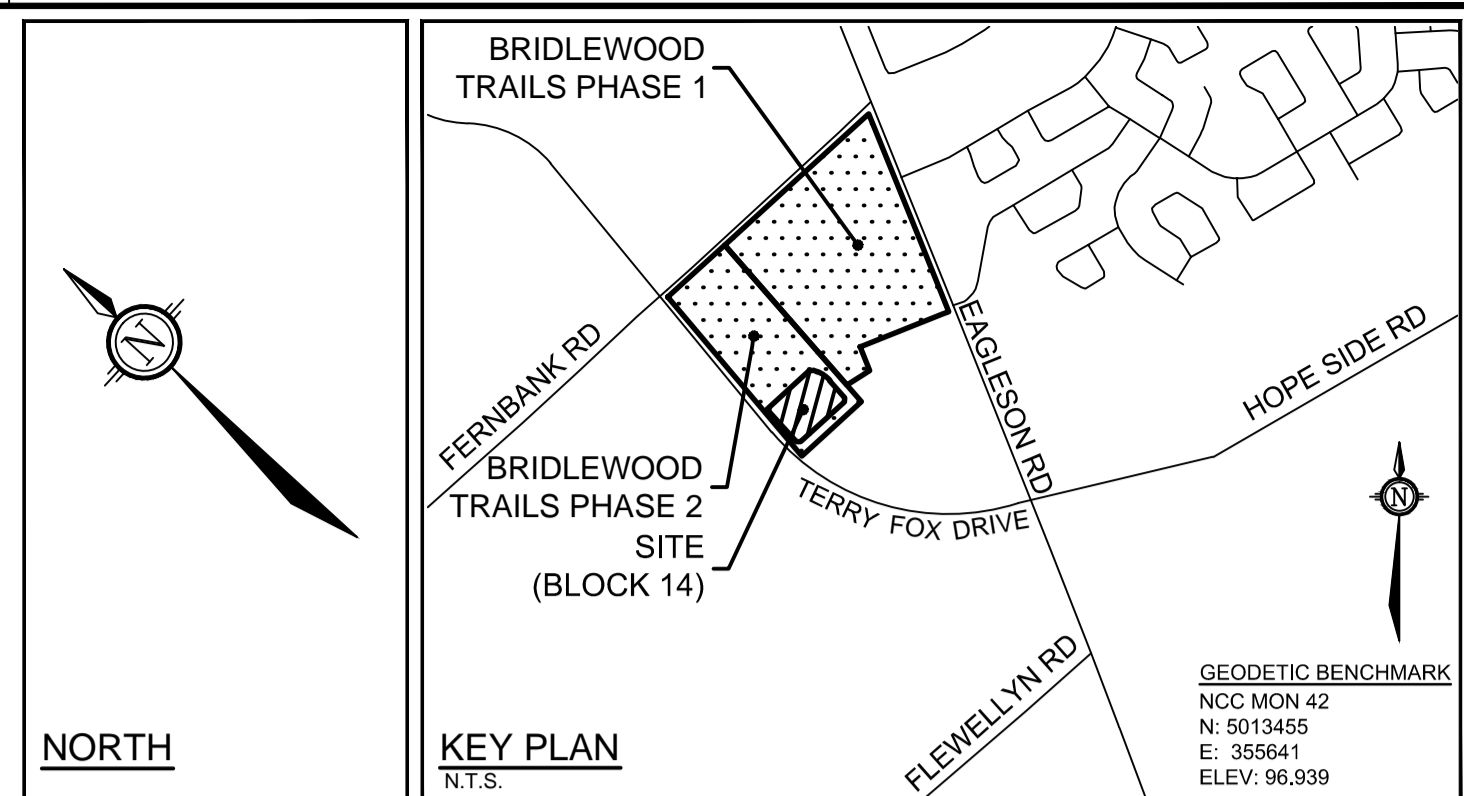 NORTH
N
BRIDLEWOOD
TRAILS PHASE 1
FERNBANK RD
EAGLESON RD
HOPE SIDE RD
BRIDLEWOOD
TRAILS PHASE 2
SITE
(BLOCK 14)
TERRY FOX DRIVE
FLEWELLYN RD
N
GEODETIC BENCHMARK
NCC MON 42
N: 5013455
E: 355641
ELEV: 96.939
KEY PLAN
N.T.S.